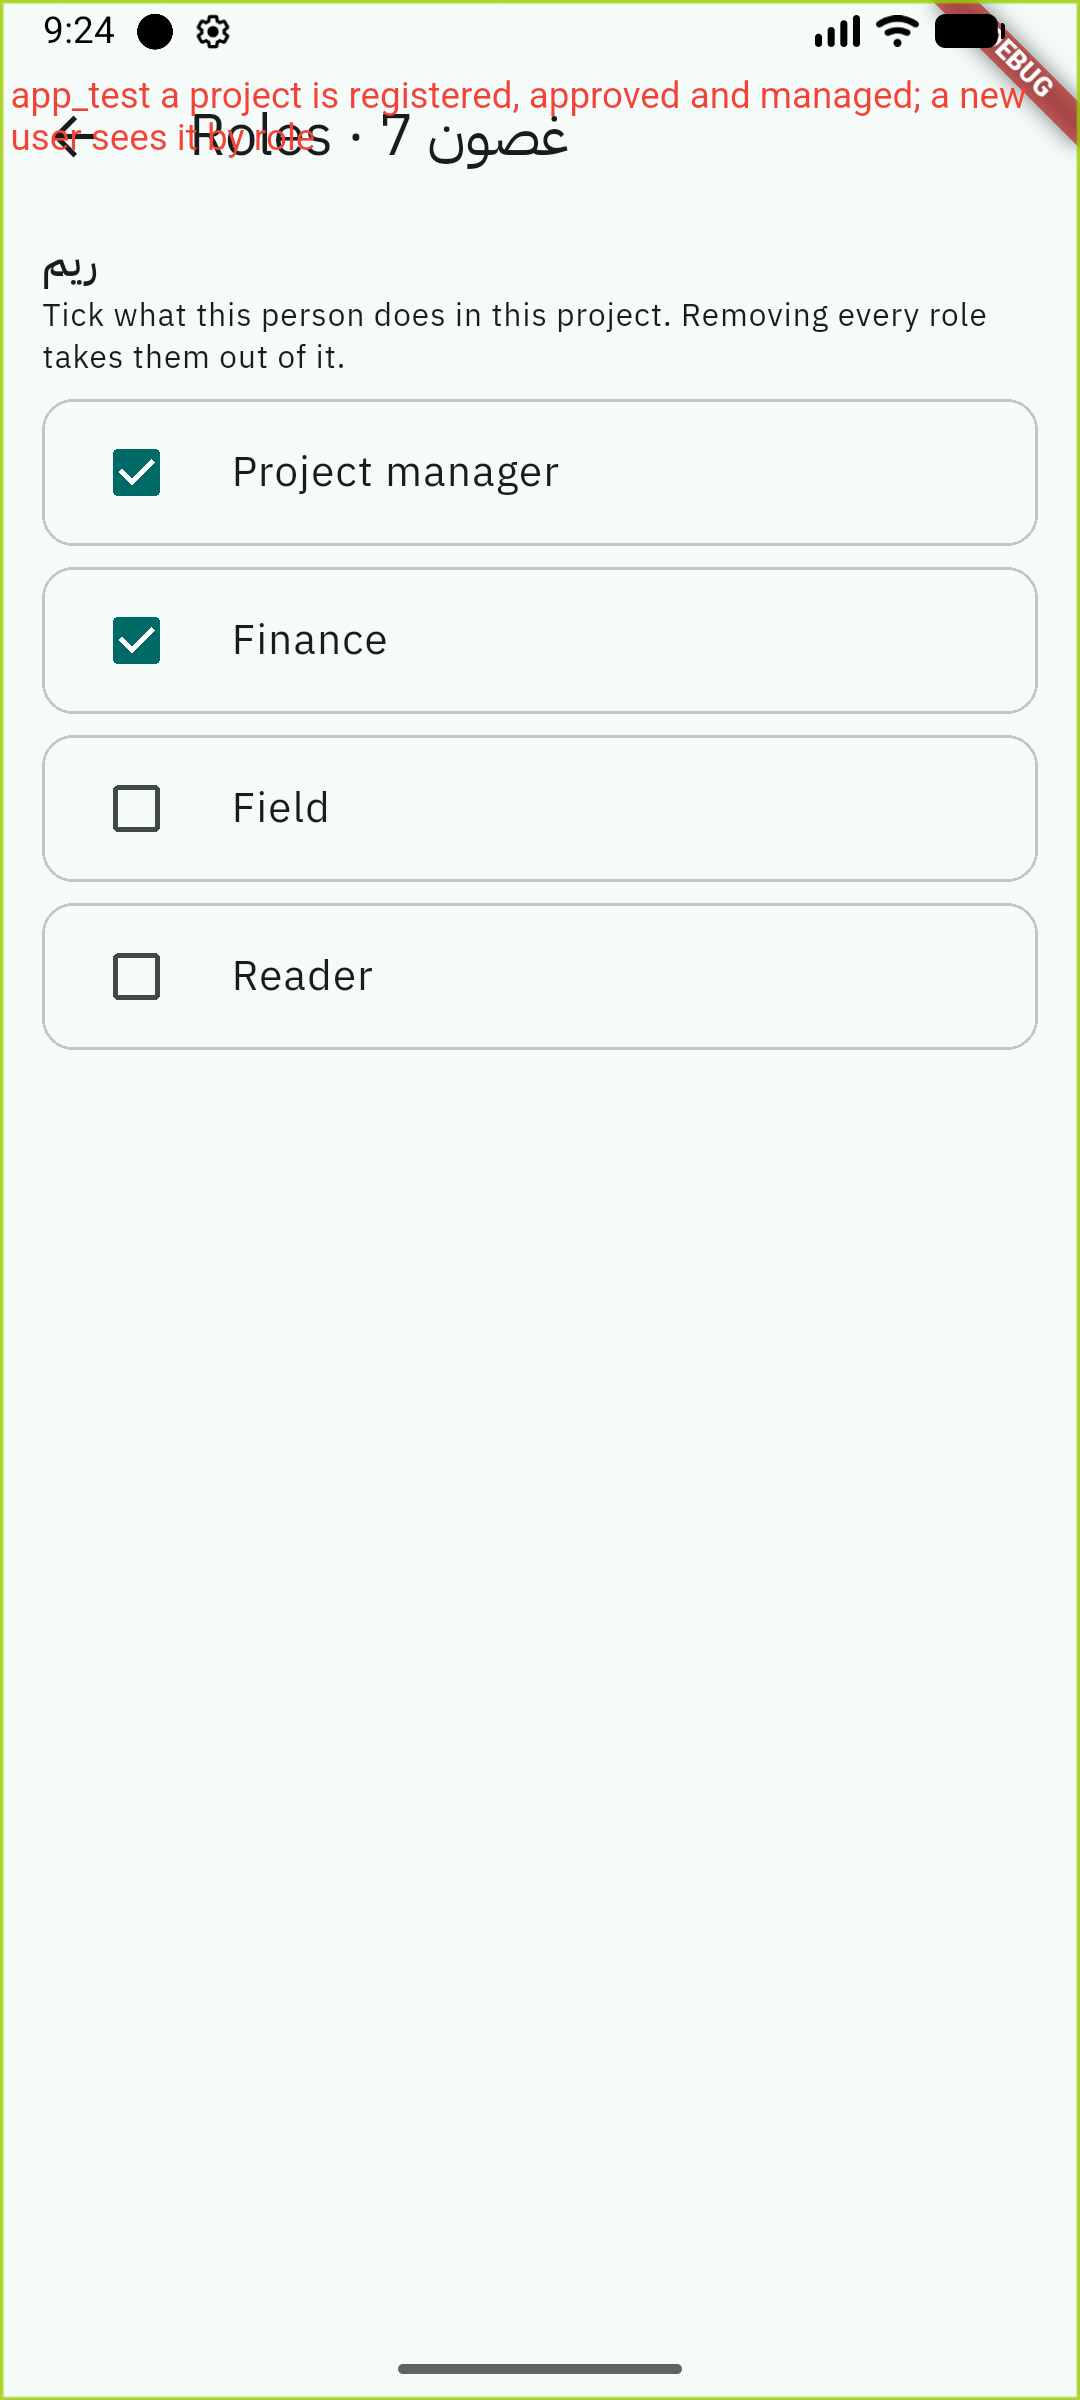 9:24
DEBUG
app_test a project is registered, approved and managed; a new
user sees it by role
Roles · غصون 7
ريم
Tick what this person does in this project. Removing every role
takes them out of it.
Project manager
Finance
Field
Reader